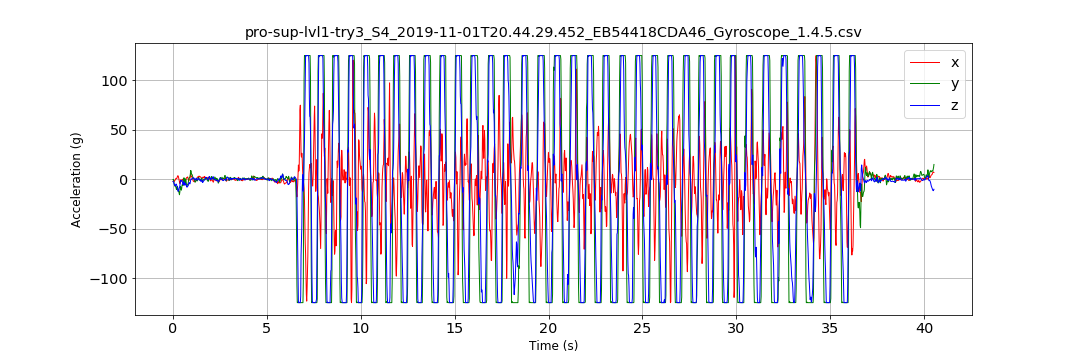 pro-sup-lvl1-try3_S4_2019-11-01T20.44.29.452_EB54418CDA46_Gyroscope_1.4.5.csv
x
y
z
100
50
0
−50
−100
Acceleration (g)
0 5 10 15 20 25 30 35 40
Time (s)